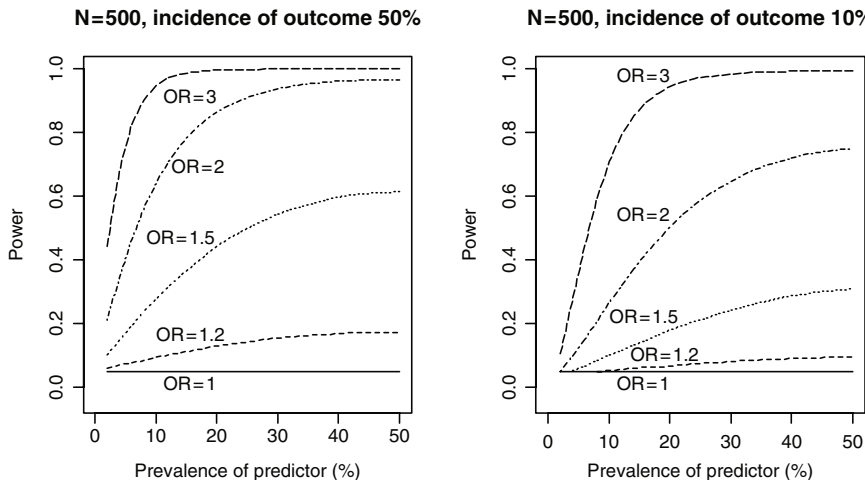 N=500, incidence of outcome 50%
Power
1.0
0.8
0.6
0.4
0.2
0.0
OR=3
OR=2
OR=1.5
OR=1.2
OR=1
0 10 20 30 40 50
Prevalence of predictor (%)
N=500, incidence of outcome 10%
Power
1.0
0.8
0.6
0.4
0.2
0.0
OR=3
OR=2
OR=1.5
OR=1.2
OR=1
0 10 20 30 40 50
Prevalence of predictor (%)